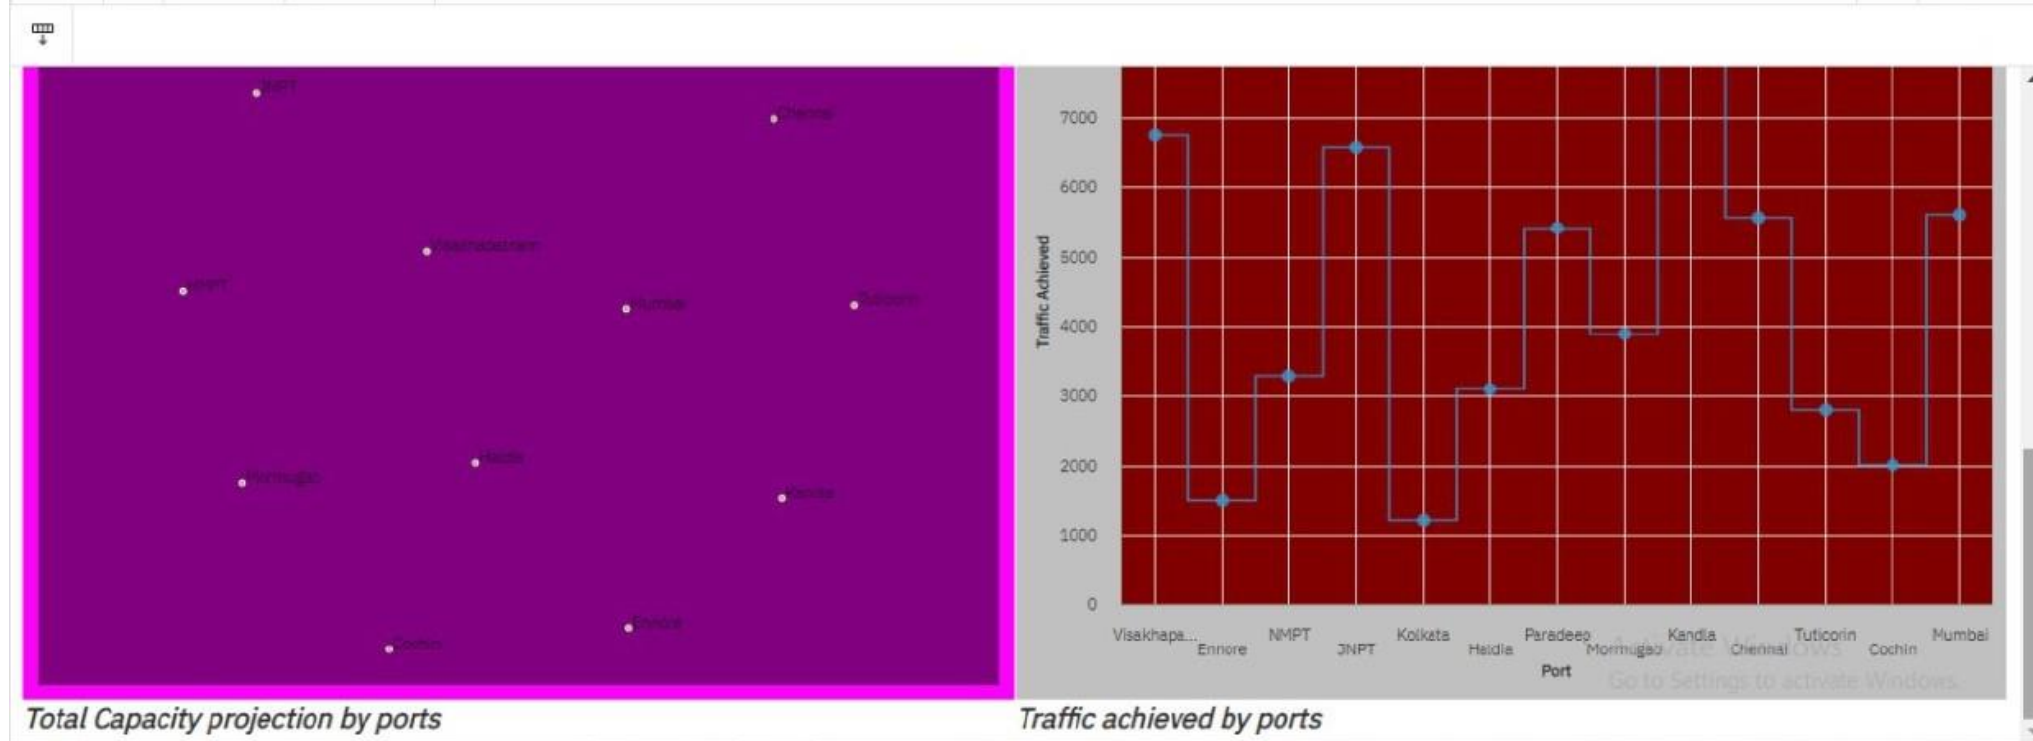 JNPT
Chennai
Visakhapatnam
NMPT
Mumbai
Tuticorin
Haldia
Mormugao
Ennore
Cochin
Total Capacity projection by ports
7000
6000
5000
4000
3000
2000
1000
0
Traffic Achieved
Visakhapa... NMPT Kolkata Paradeep Kandla Tuticorin Mumbai
Ennore JNPT Haldia Mormugao Chennai Cochin
Port
Activate Windows
Go to Settings to activate Windows.
Traffic achieved by ports